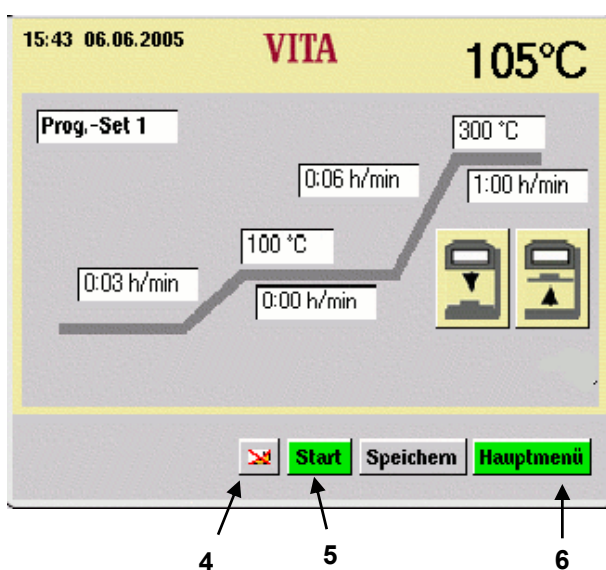 15:43 06.06.2005 VITA 105°C
Prog.-Set 1
300 °C
0:06 h/min
1:00 h/min
100 °C
0:03 h/min
0:00 h/min
Start Speichern Hauptmenü
4 5 6